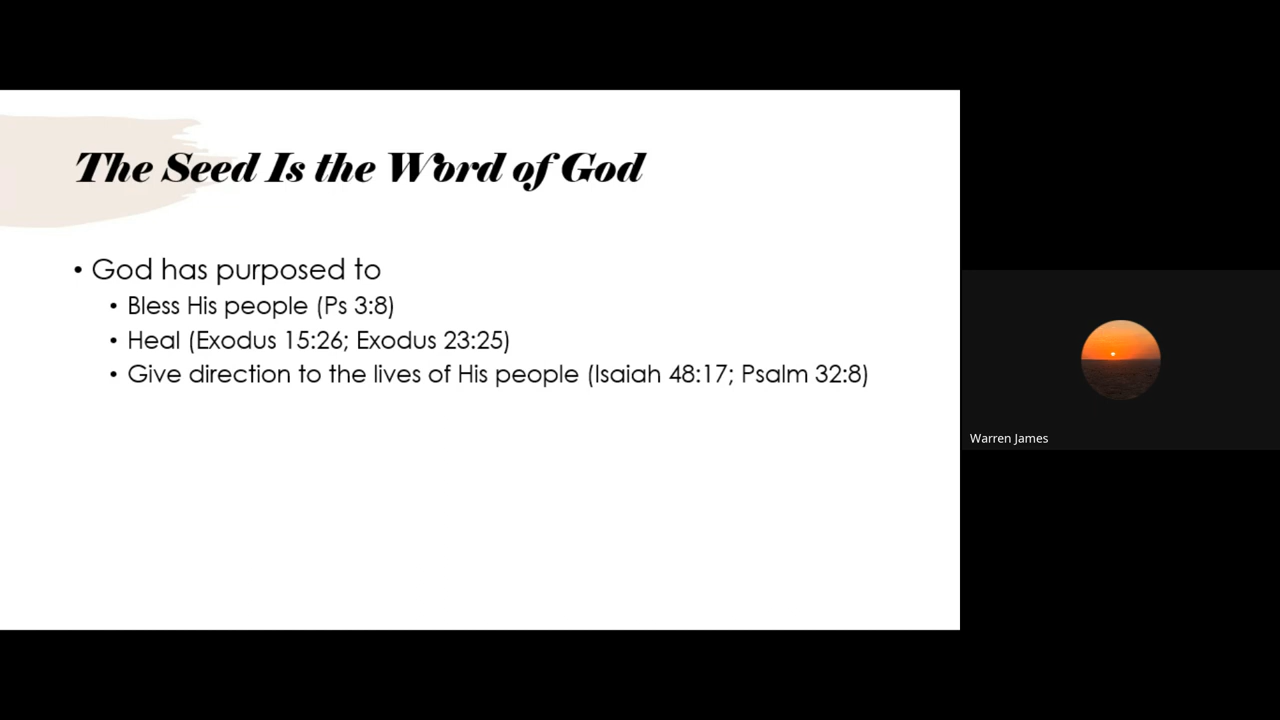 The Seed Is the Word of God
• God has purposed to
• Bless His people (Ps 3:8)
• Heal (Exodus 15:26; Exodus 23:25)
• Give direction to the lives of His people (Isaiah 48:17; Psalm 32:8)
Warren James